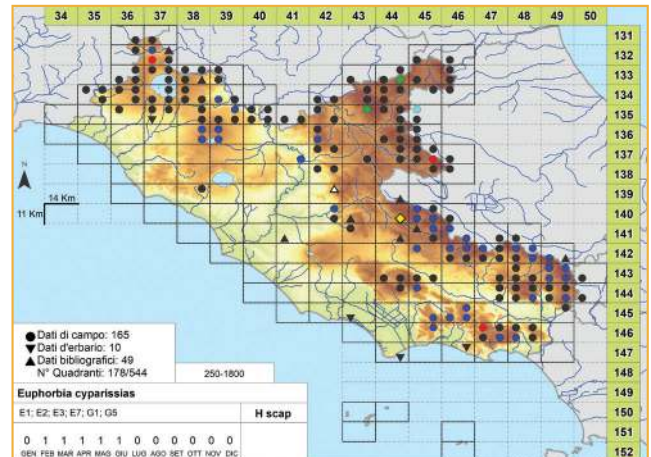 34 35 36 37 38 39 40 41 42 43 44 45 46 47 48 49 50
131
132
133
134
135
136
137
138
139
140
141
142
143
144
145
146
147
148
149
150
151
152
N
14 Km
11 Km
Dati di campo: 165
Dati d'erbario: 10
Dati bibliografici: 49
N° Quadranti: 178/544
250-1800
Euphorbia cyparissias
E1; E2; E3; E7; G1; G5
H scap
0 1 1 1 1 1 0 0 0 0 0 0
GEN FEB MAR APR MAG GIU LUG AGO SET OTT NOV DIC